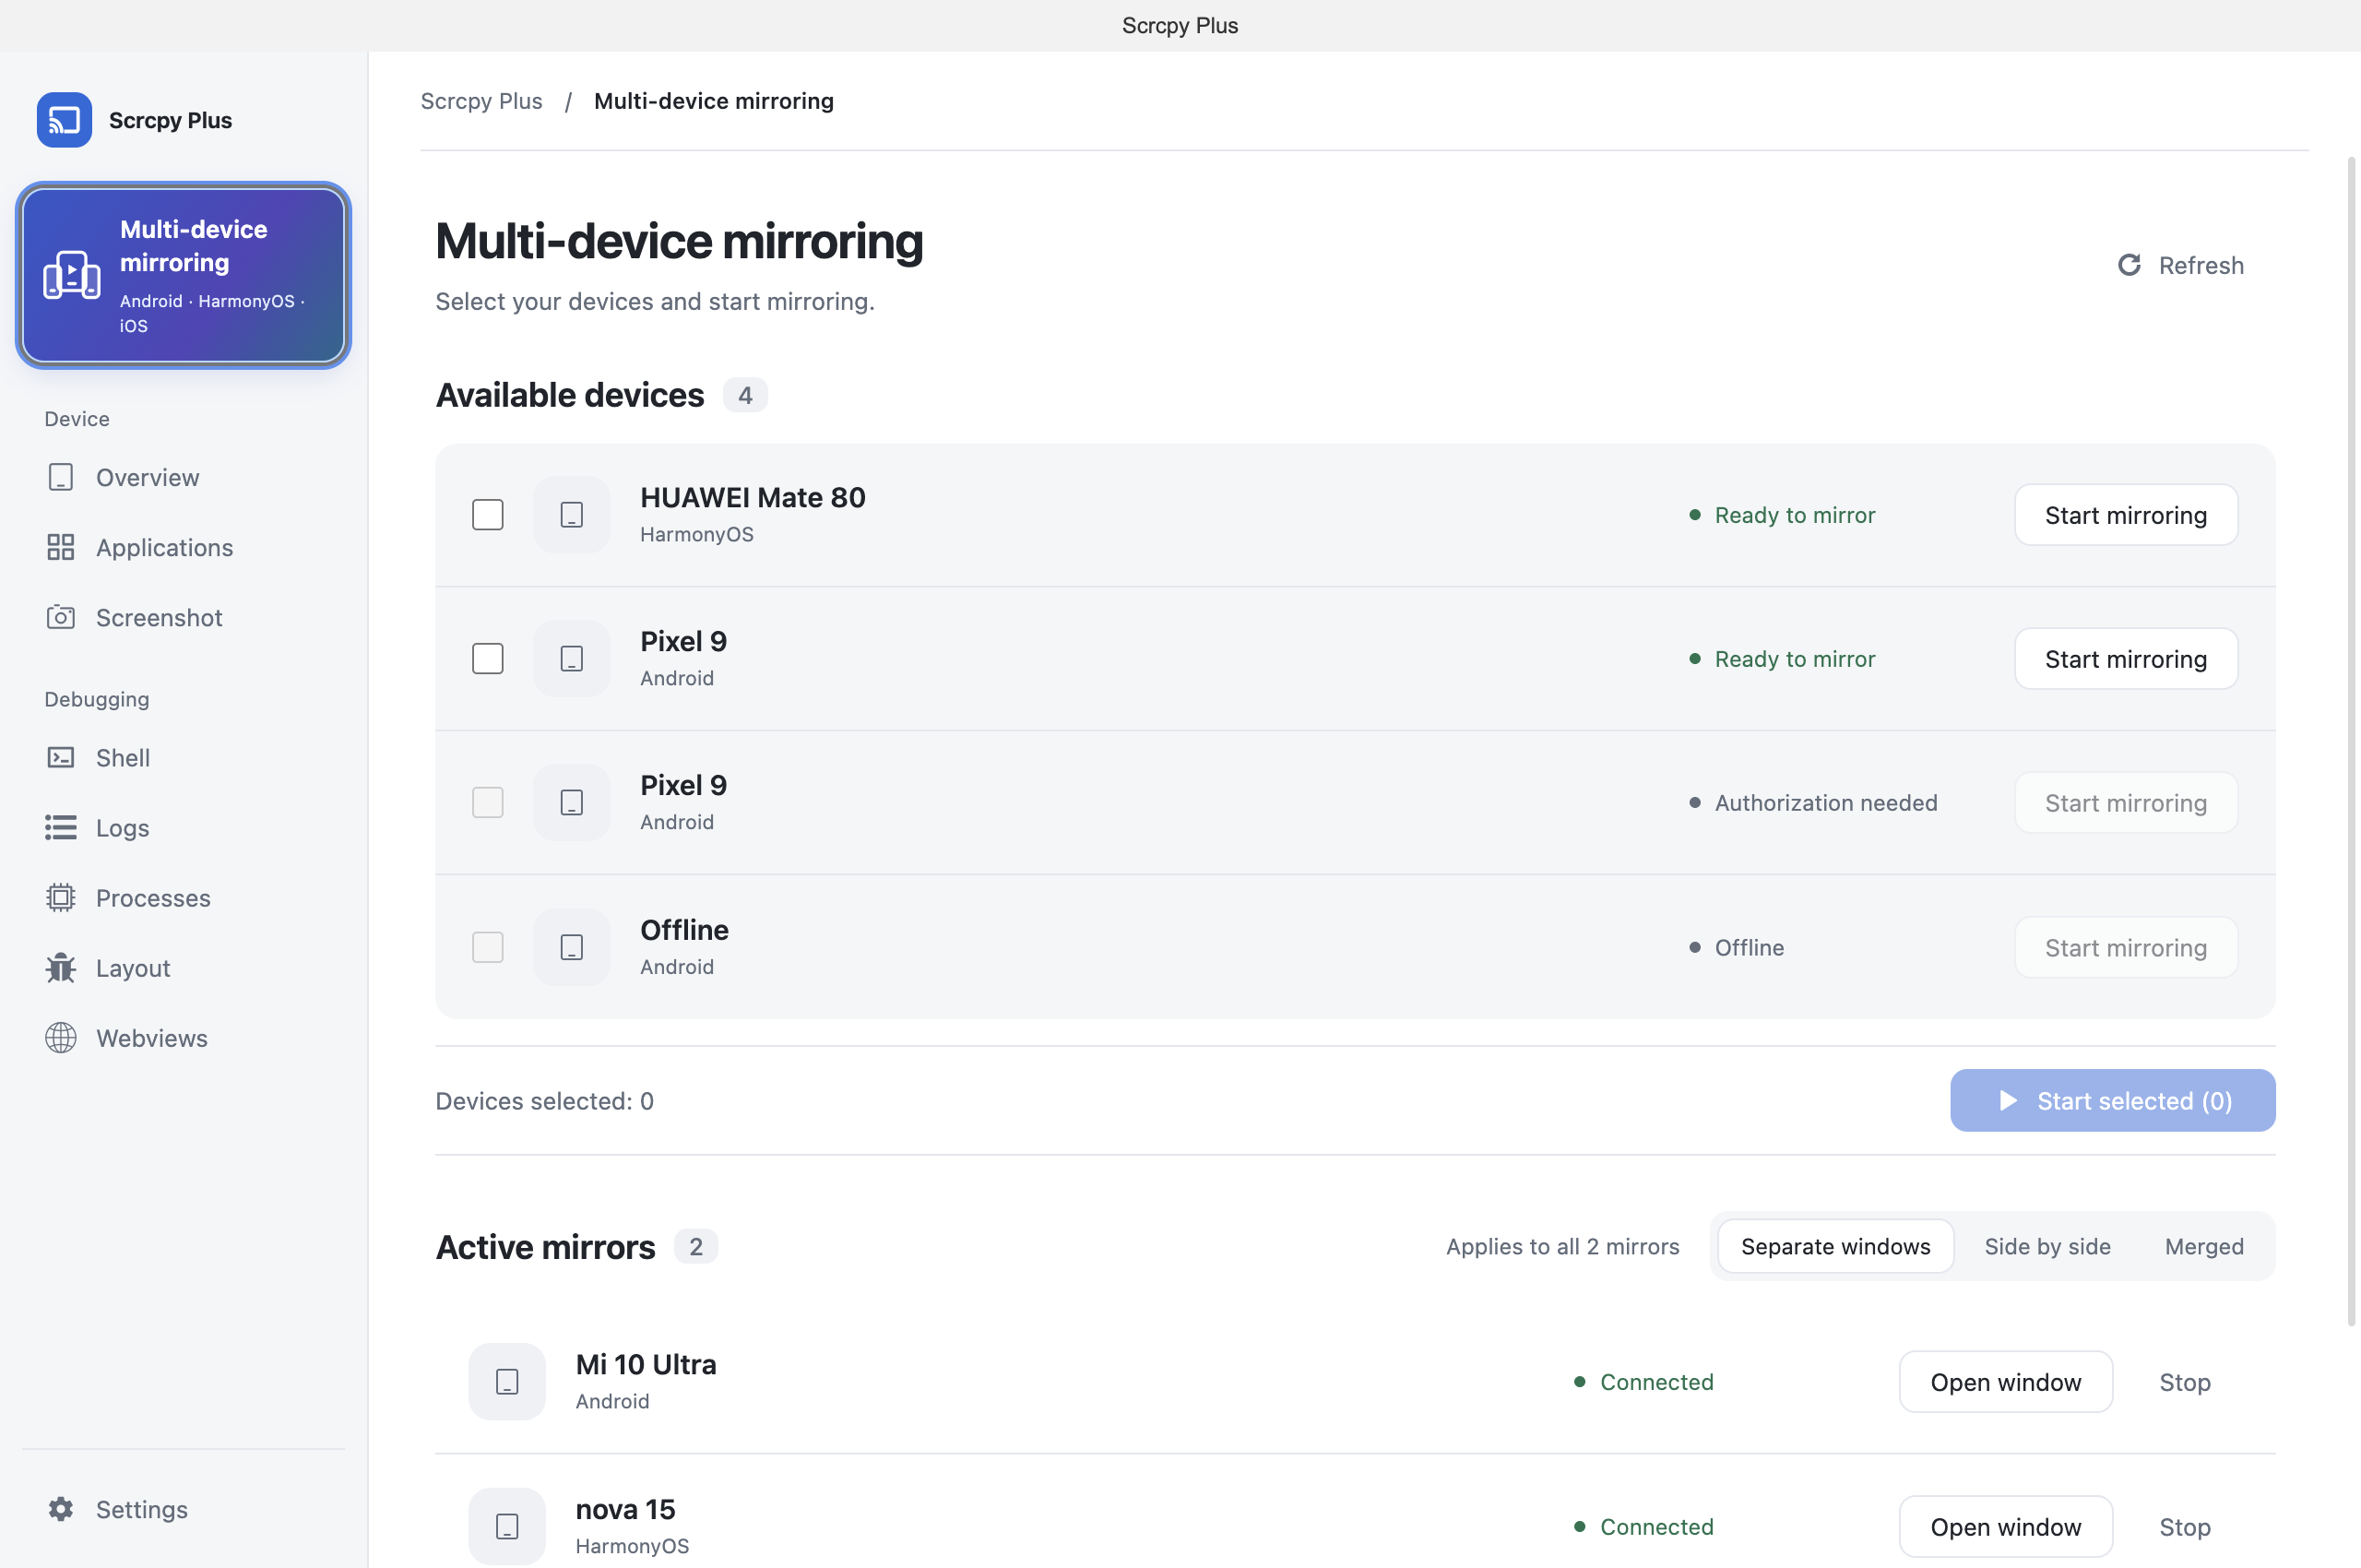 Scrcpy Plus
Scrcpy Plus
Multi-device
mirroring
Android · HarmonyOS ·
iOS
Device
Overview
Applications
Screenshot
Debugging
Shell
Logs
Processes
Layout
Webviews
Settings
Scrcpy Plus / Multi-device mirroring
Multi-device mirroring
Select your devices and start mirroring.
Refresh
Available devices 4
HUAWEI Mate 80
HarmonyOS
Ready to mirror
Start mirroring
Pixel 9
Android
Ready to mirror
Start mirroring
Pixel 9
Android
Authorization needed
Start mirroring
Offline
Android
Offline
Start mirroring
Devices selected: 0
Start selected (0)
Active mirrors 2
Applies to all 2 mirrors
Separate windows
Side by side
Merged
Mi 10 Ultra
Android
Connected
Open window
Stop
nova 15
HarmonyOS
Connected
Open window
Stop